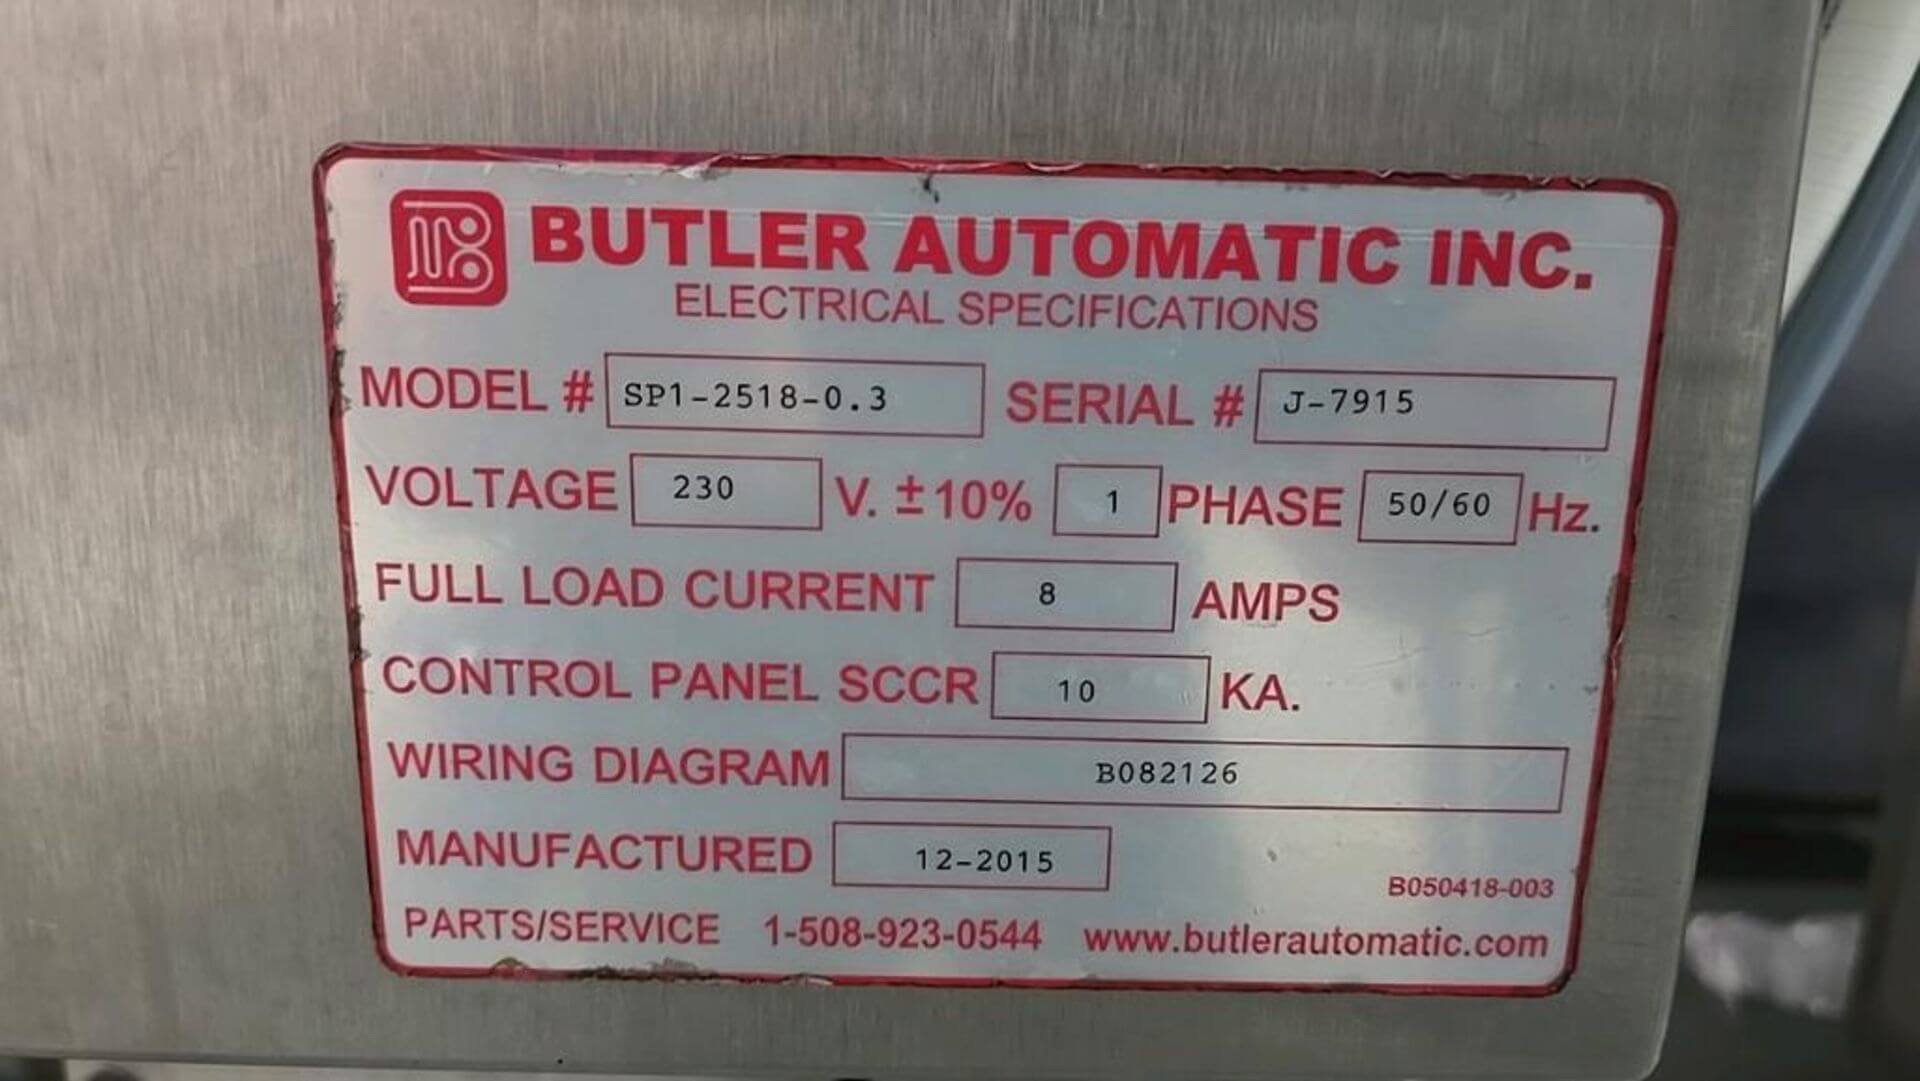 BUTLER AUTOMATIC INC.
ELECTRICAL SPECIFICATIONS
MODEL # SP1-2518-0.3 SERIAL # J-7915
VOLTAGE 230 V. ±10% 1 PHASE 50/60 Hz.
FULL LOAD CURRENT 8 AMPS
CONTROL PANEL SCCR 10 KA.
WIRING DIAGRAM B082126
MANUFACTURED 12-2015
B050418-003
PARTS/SERVICE 1-508-923-0544 www.butlerautomatic.com